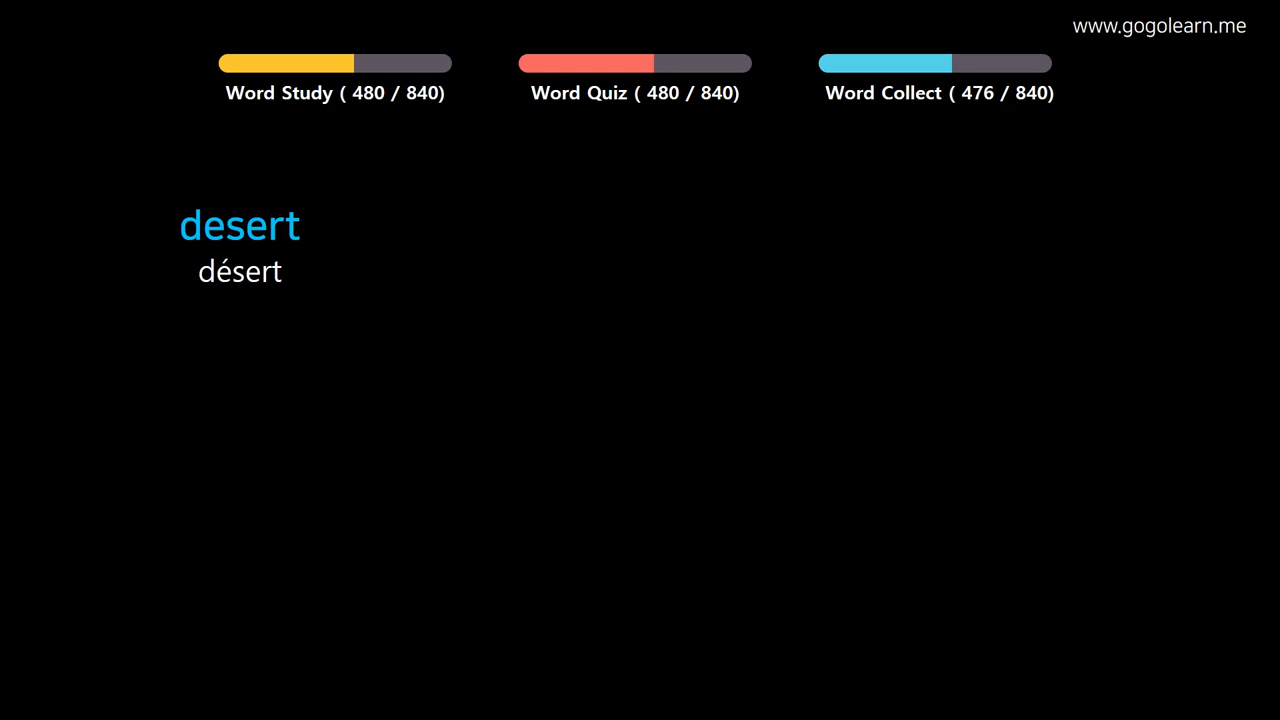 www.gogolearn.me
Word Study ( 480 / 840)
Word Quiz ( 480 / 840)
Word Collect ( 476 / 840)
desert
désert